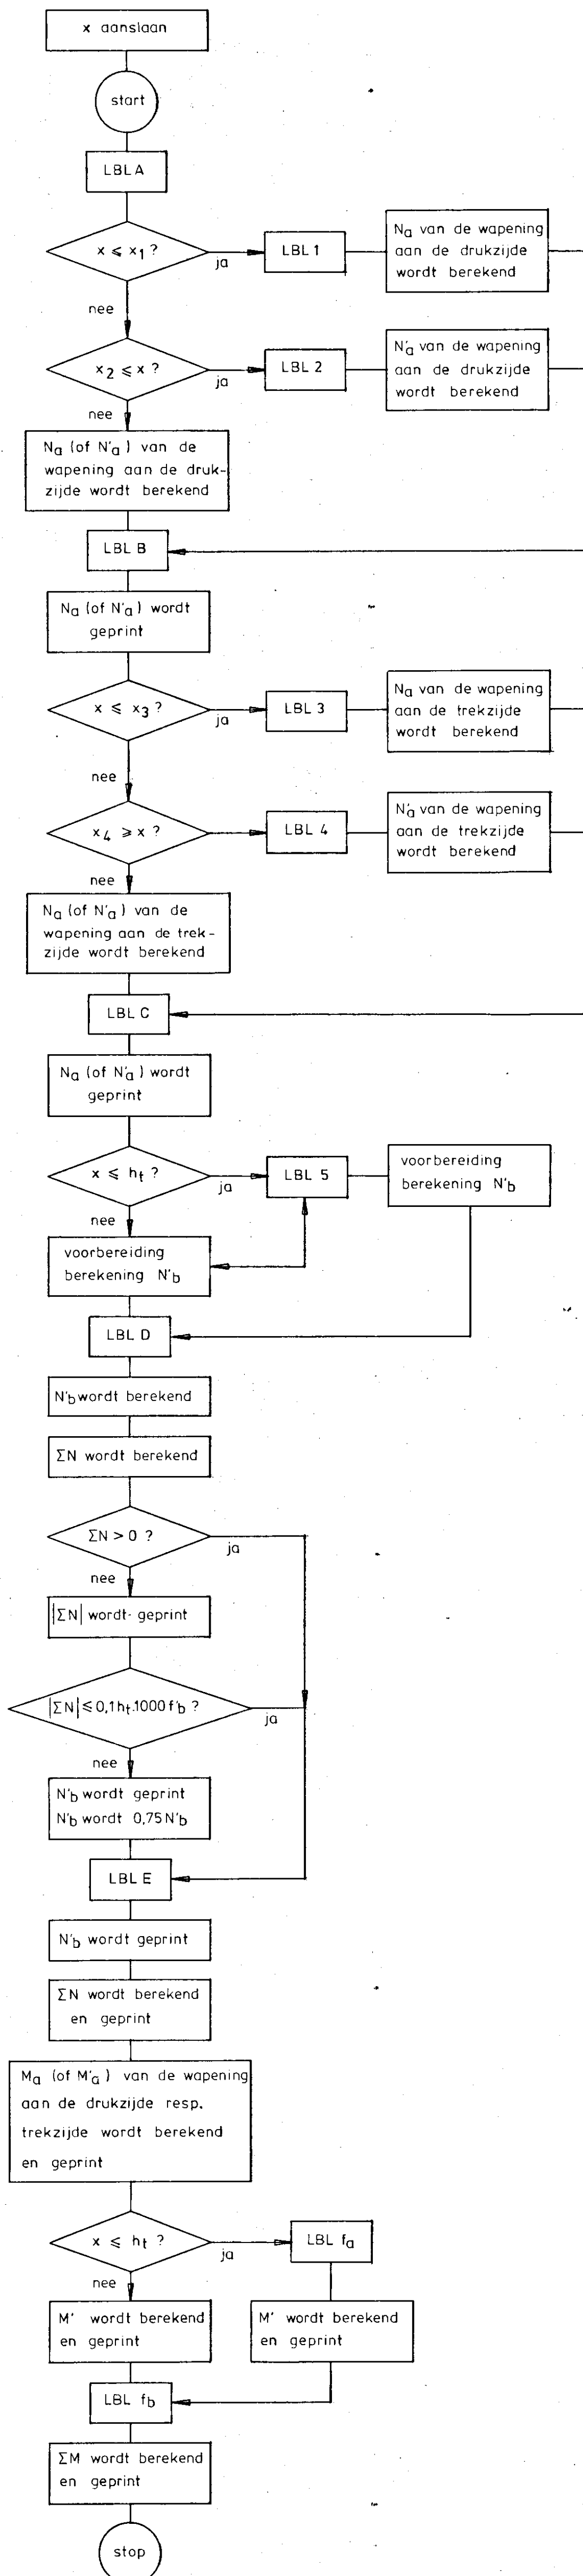 x aanslaan
start
LBL A
x ⩽ x₁ ?
ja
LBL 1
Nₐ van de wapening
aan de drukzijde
wordt berekend
nee
x₂ ⩽ x ?
ja
LBL 2
N'ₐ van de wapening
aan de drukzijde
wordt berekend
nee
Nₐ (of N'ₐ) van de
wapening aan de druk-
zijde wordt berekend
LBL B
Nₐ (of N'ₐ) wordt
geprint
x ⩽ x₃ ?
ja
LBL 3
Nₐ van de wapening
aan de trekzijde
wordt berekend
nee
x₄ ⩾ x ?
LBL 4
N'ₐ van de wapening
aan de trekzijde
wordt berekend
nee
Nₐ (of N'ₐ) van de
wapening aan de trek-
zijde wordt berekend
LBL C
Nₐ (of N'ₐ) wordt
geprint
x ⩽ hₜ ?
ja
LBL 5
voorbereiding
berekening N'b
nee
voorbereiding
berekening N'b
LBL D
N'b wordt berekend
ΣN wordt berekend
ΣN > 0 ?
ja
nee
|ΣN| wordt geprint
|ΣN| ⩽ 0,1 hₜ.1000 f'b ?
ja
nee
N'b wordt geprint
N'b wordt 0,75 N'b
LBL E
N'b wordt geprint
ΣN wordt berekend
en geprint
Mₐ (of M'ₐ) van de wapening
aan de drukzijde resp.
trekzijde wordt berekend
en geprint
x ⩽ hₜ ?
ja
LBL fₐ
nee
M' wordt berekend
en geprint
M' wordt berekend
en geprint
LBL fb
ΣM wordt berekend
en geprint
stop